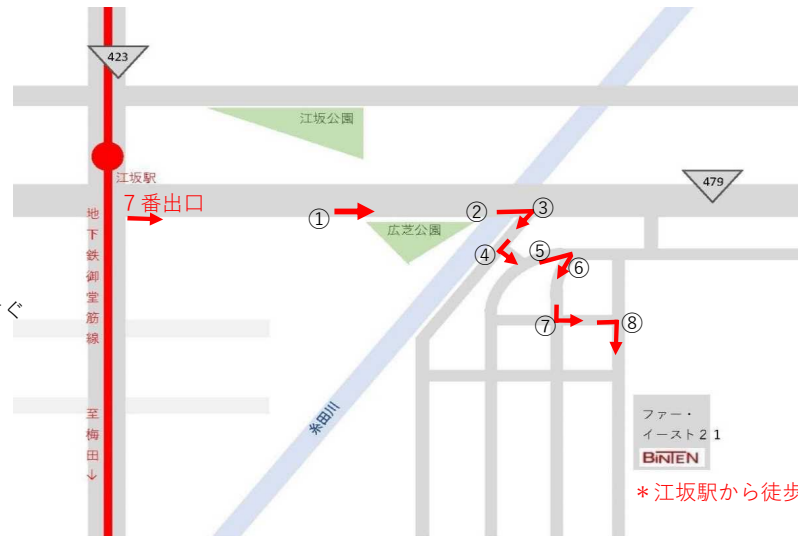 423
江坂公園
江坂駅
479
7番出口
①
②
③
広芝公園
④
⑤
⑥
⑦
⑧
地下鉄御堂筋線
至梅田↓
ぐ
糸田川
ファー・
イースト21
BiNTEN
*江坂駅から徒歩